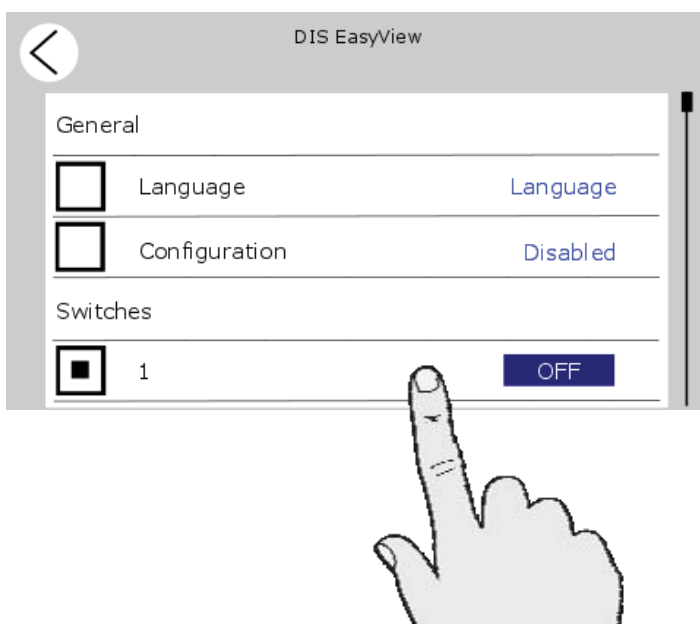 DIS EasyView
General
Language Language
Configuration Disabled
Switches
1 OFF